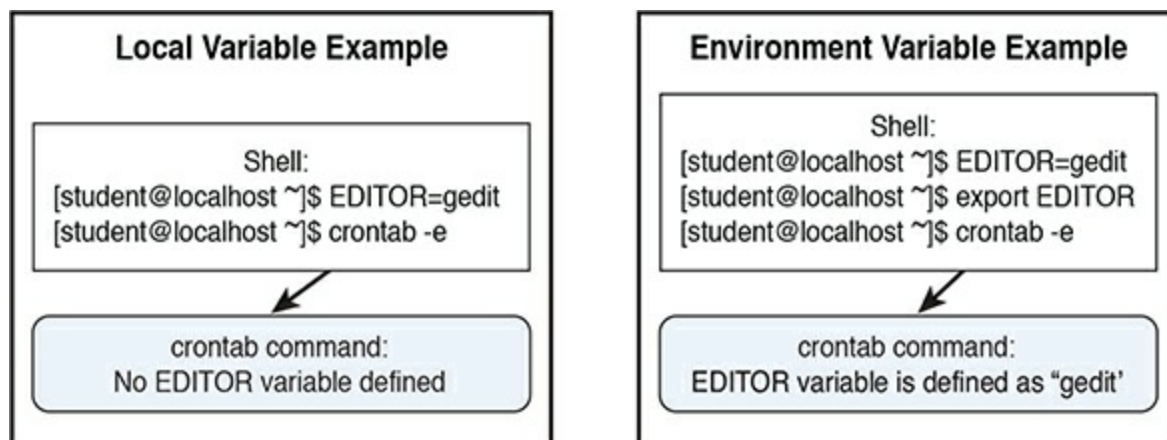 Local Variable Example
Shell:
[student@localhost ~]$ EDITOR=gedit
[student@localhost ~]$ crontab -e
crontab command:
No EDITOR variable defined
Environment Variable Example
Shell:
[student@localhost ~]$ EDITOR=gedit
[student@localhost ~]$ export EDITOR
[student@localhost ~]$ crontab -e
crontab command:
EDITOR variable is defined as “gedit’